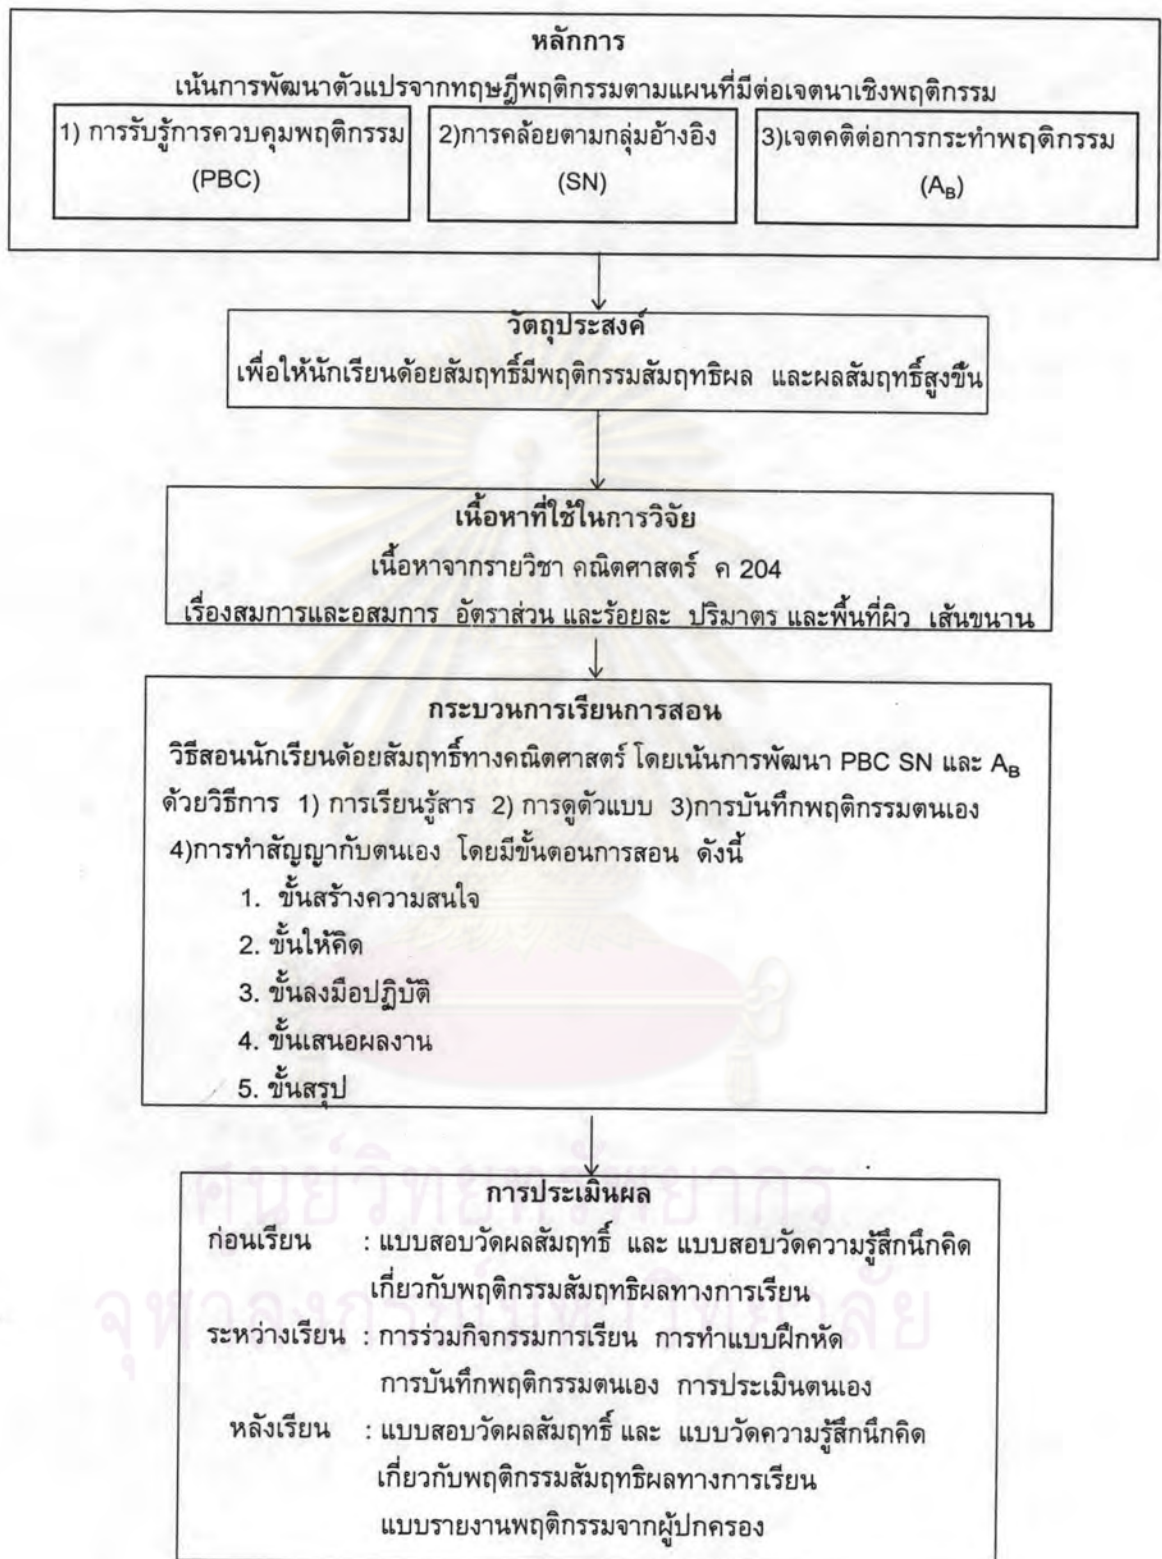 หลักการ
เน้นการพัฒนาตัวแปรจากทฤษฎีพฤติกรรมตามแผนที่มีต่อเจตนาเชิงพฤติกรรม
1) การรับรู้การควบคุมพฤติกรรม
(PBC)
2)การคล้อยตามกลุ่มอ้างอิง
(SN)
3)เจตคติต่อการกระทำพฤติกรรม
(A_B)
วัตถุประสงค์
เพื่อให้นักเรียนด้อยสัมฤทธิ์มีพฤติกรรมสัมฤทธิผล และผลสัมฤทธิ์สูงขึ้น
เนื้อหาที่ใช้ในการวิจัย
เนื้อหาจากรายวิชา คณิตศาสตร์ ค 204
เรื่องสมการและอสมการ อัตราส่วน และร้อยละ ปริมาตร และพื้นที่ผิว เส้นขนาน
กระบวนการเรียนการสอน
วิธีสอนนักเรียนด้อยสัมฤทธิ์ทางคณิตศาสตร์ โดยเน้นการพัฒนา PBC SN และ A_B
ด้วยวิธีการ 1) การเรียนรู้สาร 2) การดูตัวแบบ 3)การบันทึกพฤติกรรมตนเอง
4)การทำสัญญากับตนเอง โดยมีขั้นตอนการสอน ดังนี้
1. ขั้นสร้างความสนใจ
2. ขั้นให้คิด
3. ขั้นลงมือปฏิบัติ
4. ขั้นเสนอผลงาน
5. ขั้นสรุป
การประเมินผล
ก่อนเรียน : แบบสอบวัดผลสัมฤทธิ์ และ แบบสอบวัดความรู้สึกนึกคิด
เกี่ยวกับพฤติกรรมสัมฤทธิผลทางการเรียน
ระหว่างเรียน : การร่วมกิจกรรมการเรียน การทำแบบฝึกหัด
การบันทึกพฤติกรรมตนเอง การประเมินตนเอง
หลังเรียน : แบบสอบวัดผลสัมฤทธิ์ และ แบบวัดความรู้สึกนึกคิด
เกี่ยวกับพฤติกรรมสัมฤทธิผลทางการเรียน
แบบรายงานพฤติกรรมจากผู้ปกครอง
ศูนย์วิทยทรัพยากร
จุฬาลงกรณ์มหาวิทยาลัย